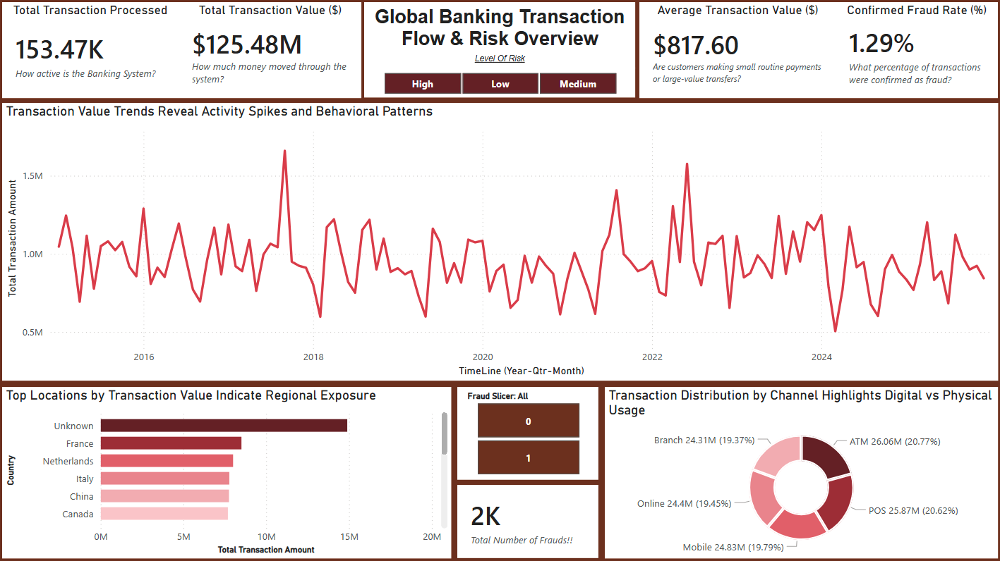 Total Transaction Processed
153.47K
How active is the Banking System?
Total Transaction Value ($)
$125.48M
How much money moved through the
system?
Global Banking Transaction
Flow & Risk Overview
Level Of Risk
High
Low
Medium
Average Transaction Value ($)
$817.60
Are customers making small routine payments
or large-value transfers?
Confirmed Fraud Rate (%)
1.29%
What percentage of transactions
were confirmed as fraud?
Transaction Value Trends Reveal Activity Spikes and Behavioral Patterns
Total Transaction Amount
1.5M
1.0M
0.5M
2016
2018
2020
2022
2024
TimeLine (Year-Qtr-Month)
Top Locations by Transaction Value Indicate Regional Exposure
Country
Unknown
France
Netherlands
Italy
China
Canada
0M
5M
10M
15M
20M
Total Transaction Amount
Fraud Slicer: All
0
1
2K
Total Number of Frauds!!
Transaction Distribution by Channel Highlights Digital vs Physical
Usage
Branch 24.31M (19.37%)
ATM 26.06M (20.77%)
Online 24.4M (19.45%)
POS 25.87M (20.62%)
Mobile 24.83M (19.79%)